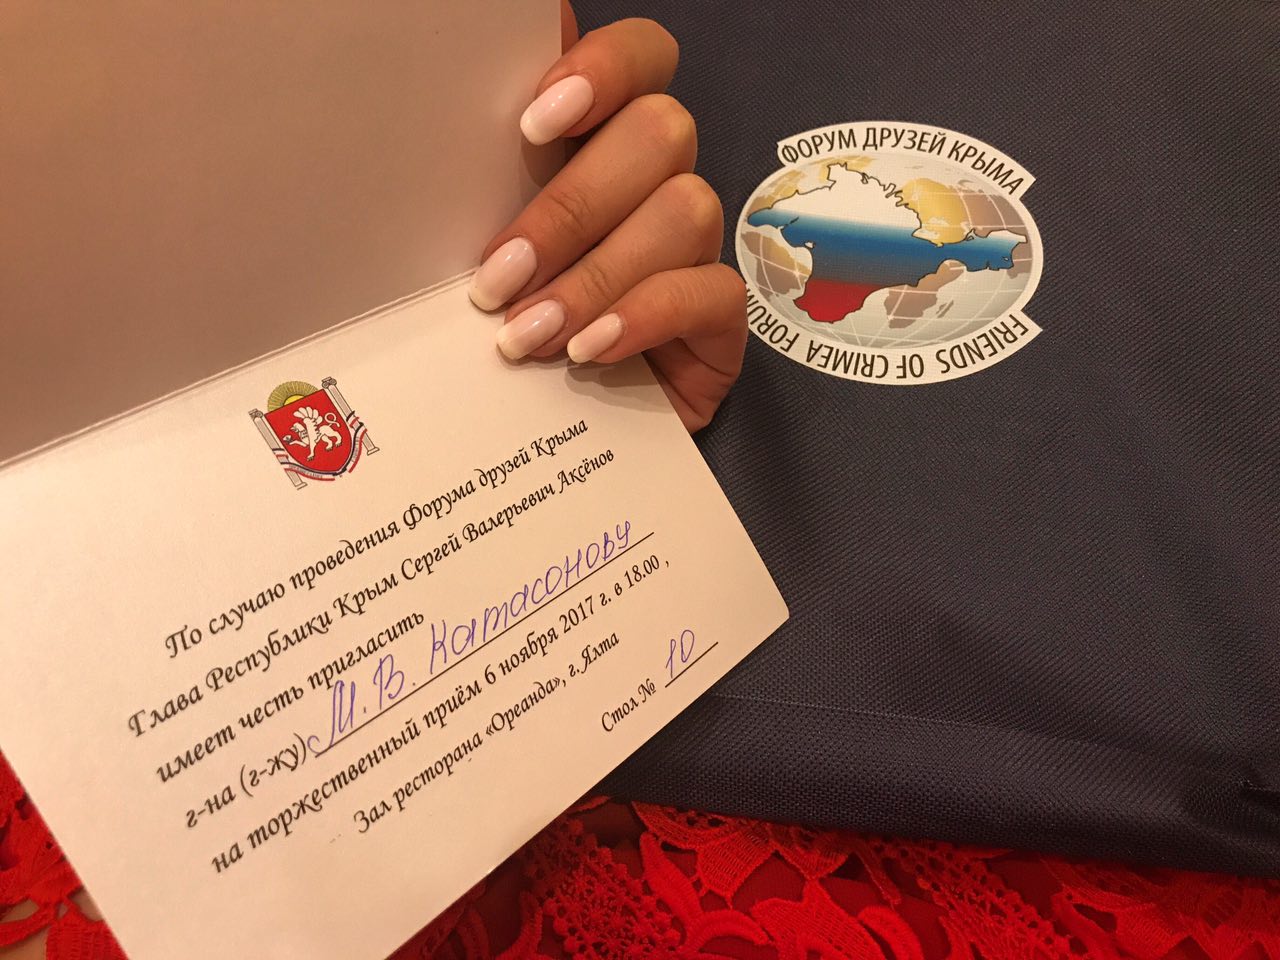 По случаю проведения Форума друзей Крыма
Глава Республики Крым Сергей Валерьевич Аксёнов
имеет честь пригласить
г-на (г-жу) М. В. Катасонову
на торжественный приём 6 ноября 2017 г. в 18.00 ,
Зал ресторана «Ореанда», г. Ялта
Стол № 10
ФОРУМ ДРУЗЕЙ КРЫМА
FRIENDS OF CRIMEA FORUM